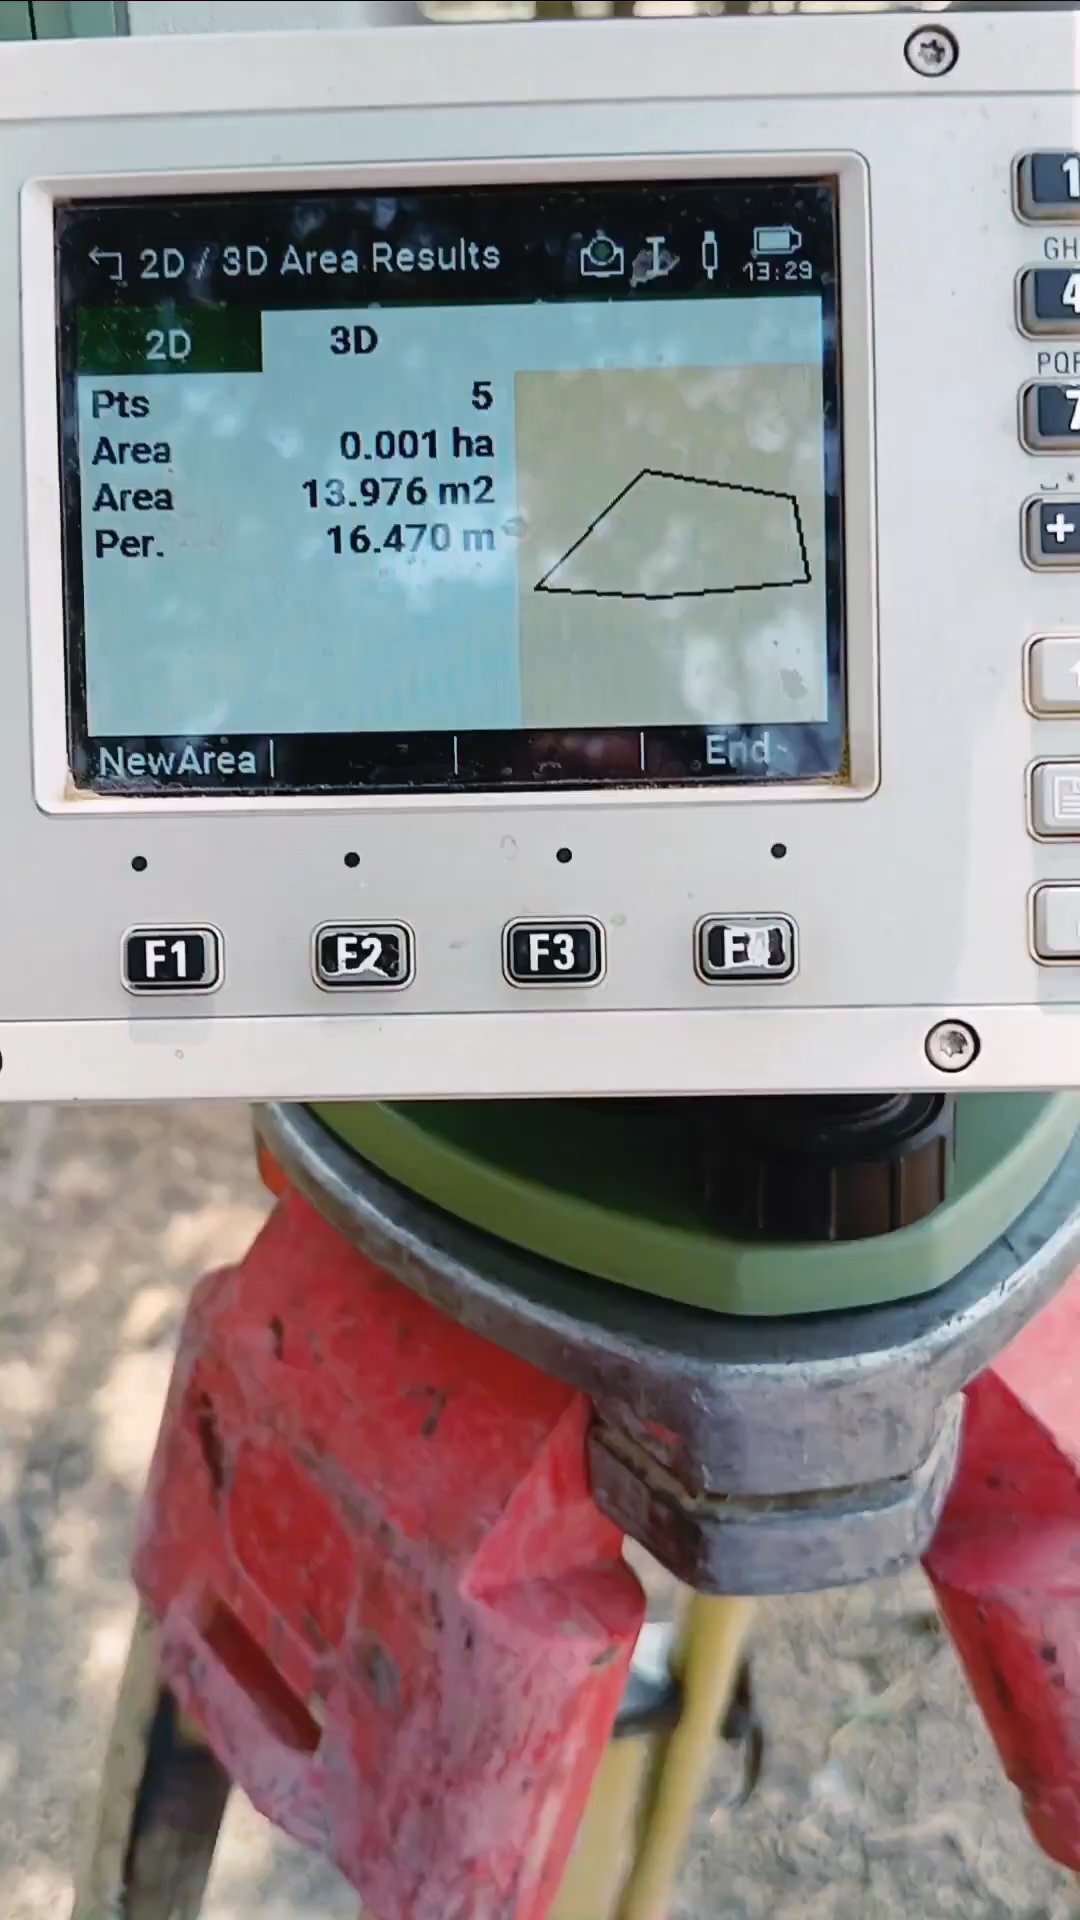 2D / 3D Area Results
13:29
2D 3D
Pts 5
Area 0.001 ha
Area 13.976 m2
Per. 16.470 m
NewArea End
F1 F2 F3 F4
1
GH
4
PQR
7
+